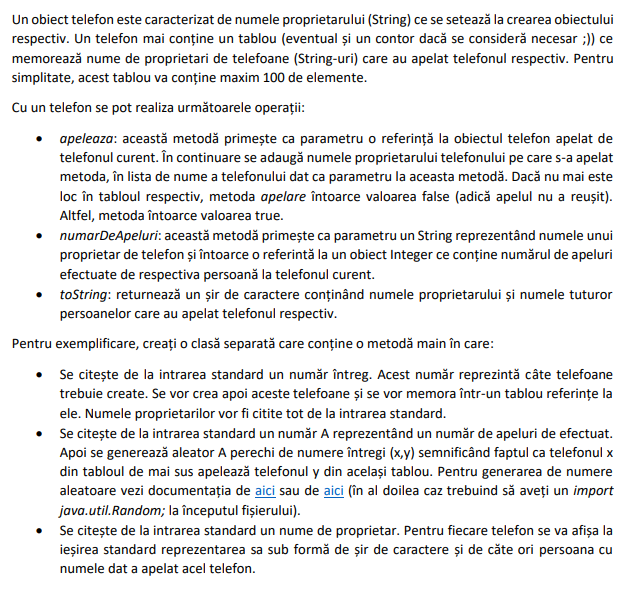 Un obiect telefon este caracterizat de numele proprietarului (String) ce se setează la crearea obiectului
respectiv. Un telefon mai conține un tablou (eventual și un contor dacă se consideră necesar ;)) ce
memorează nume de proprietari de telefoane (String-uri) care au apelat telefonul respectiv. Pentru
simplitate, acest tablou va conține maxim 100 de elemente.
Cu un telefon se pot realiza următoarele operații:
• apeleaza: această metodă primește ca parametru o referință la obiectul telefon apelat de
telefonul curent. În continuare se adaugă numele proprietarului telefonului pe care s-a apelat
metoda, în lista de nume a telefonului dat ca parametru la aceasta metodă. Dacă nu mai este
loc în tabloul respectiv, metoda apelare întoarce valoarea false (adică apelul nu a reușit).
Altfel, metoda întoarce valoarea true.
• numarDeApeluri: această metodă primește ca parametru un String reprezentând numele unui
proprietar de telefon și întoarce o referintă la un obiect Integer ce conține numărul de apeluri
efectuate de respectiva persoană la telefonul curent.
• toString: returnează un șir de caractere conținând numele proprietarului și numele tuturor
persoanelor care au apelat telefonul respectiv.
Pentru exemplificare, creați o clasă separată care conține o metodă main în care:
• Se citește de la intrarea standard un număr întreg. Acest număr reprezintă câte telefoane
trebuie create. Se vor crea apoi aceste telefoane și se vor memora într-un tablou referințe la
ele. Numele proprietarilor vor fi citite tot de la intrarea standard.
• Se citește de la intrarea standard un număr A reprezentând un număr de apeluri de efectuat.
Apoi se generează aleator A perechi de numere întregi (x,y) semnificând faptul ca telefonul x
din tabloul de mai sus apelează telefonul y din același tablou. Pentru generarea de numere
aleatoare vezi documentația de aici sau de aici (în al doilea caz trebuind să aveți un import
java.util.Random; la începutul fișierului).
• Se citește de la intrarea standard un nume de proprietar. Pentru fiecare telefon se va afișa la
ieșirea standard reprezentarea sa sub formă de șir de caractere și de câte ori persoana cu
numele dat a apelat acel telefon.